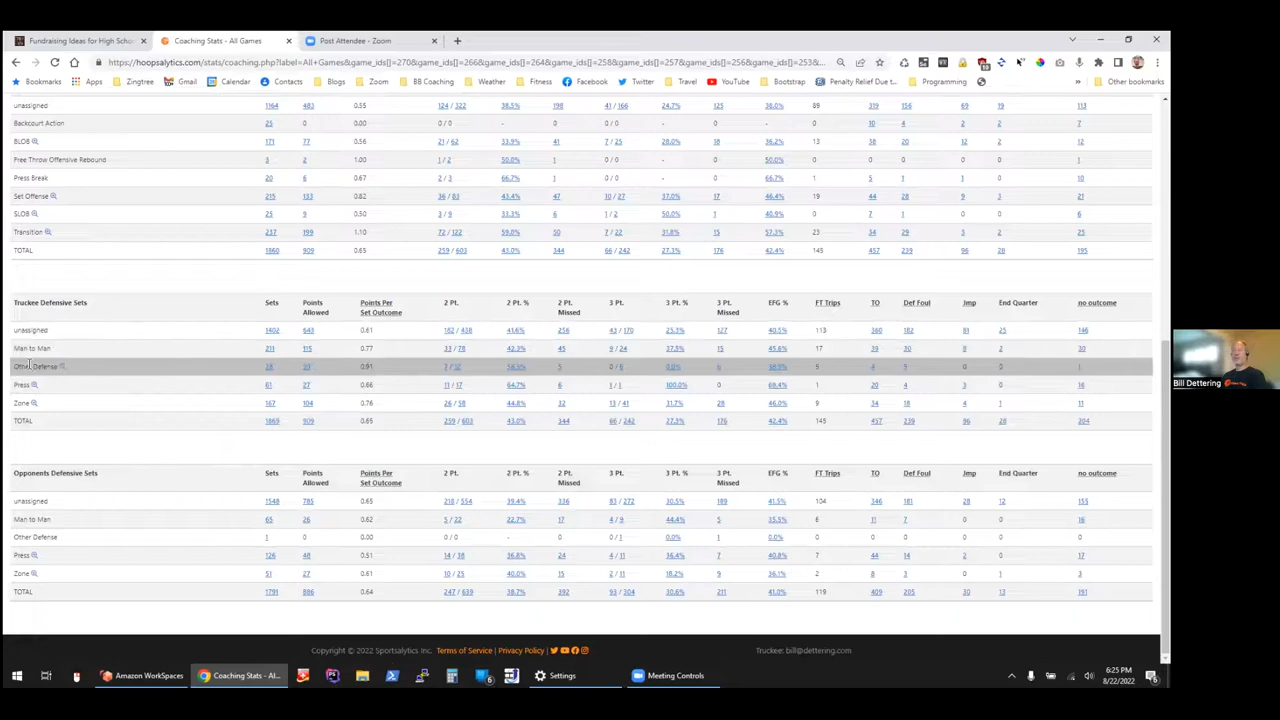 Fundraising Ideas for High Scho
Coaching Stats - All Games
Post Attendee - Zoom
https://hoopsalytics.com/stats/coaching.php?label=All+Games&game_ids[]=270&game_ids[]=266&game_ids[]=264&game_ids[]=258&game_ids[]=257&game_ids[]=256&game_ids[]=253&...
Bookmarks Apps Zingtree Gmail Calendar Contacts Blogs Zoom BB Coaching Weather Fitness Facebook Twitter Travel YouTube Bootstrap Penalty Relief Due t... Programming » Other bookmarks
unassigned 1164 483 0.55 124 / 322 38.5% 198 41 / 166 24.7% 125 38.0% 89 319 156 69 19 113
Backcourt Action 25 0 0.00 0 / 0 - 0 0 / 0 - 0 - 0 10 4 2 2 7
BLOB 171 77 0.56 21 / 62 33.9% 41 7 / 25 28.0% 18 36.2% 13 38 20 12 2 12
Free Throw Offensive Rebound 3 2 1.00 1 / 2 50.0% 1 0 / 0 - 0 50.0% 0 0 0 0 0 1
Press Break 20 6 0.67 2 / 3 66.7% 1 0 / 0 - 0 66.7% 1 5 1 1 0 10
Set Offense 215 133 0.82 36 / 83 43.4% 47 10 / 27 37.0% 17 46.4% 19 44 28 9 3 21
SLOB 25 9 0.50 3 / 9 33.3% 6 1 / 2 50.0% 1 40.9% 0 7 1 0 0 6
Transition 237 199 1.10 72 / 122 59.0% 50 7 / 22 31.8% 15 57.3% 23 34 29 3 2 25
TOTAL 1860 909 0.65 259 / 603 43.0% 344 66 / 242 27.3% 176 42.4% 145 457 239 96 28 195
Truckee Defensive Sets Sets Points Allowed Points Per Set Outcome 2 Pt. 2 Pt. % 2 Pt. Missed 3 Pt. 3 Pt. % 3 Pt. Missed EFG % FT Trips TO Def Foul Jmp End Quarter no outcome
unassigned 1402 643 0.61 182 / 438 41.6% 256 43 / 170 25.3% 127 40.5% 113 360 182 81 25 146
Man to Man 211 115 0.77 33 / 78 42.3% 45 9 / 24 37.5% 15 45.6% 17 39 30 8 2 30
Other Defense 0.91 5 0.0% 5 4 5 0 0 1
Press 61 27 0.66 11 / 17 64.7% 6 1 / 1 100.0% 0 69.4% 1 20 4 3 0 16
Zone 167 104 0.76 26 / 58 44.8% 32 13 / 41 31.7% 28 46.0% 9 34 18 4 1 11
TOTAL 1869 909 0.65 259 / 603 43.0% 344 66 / 242 27.3% 176 42.4% 145 457 239 96 28 204
Opponents Defensive Sets Sets Points Allowed Points Per Set Outcome 2 Pt. 2 Pt. % 2 Pt. Missed 3 Pt. 3 Pt. % 3 Pt. Missed EFG % FT Trips TO Def Foul Jmp End Quarter no outcome
unassigned 1548 785 0.65 218 / 554 39.4% 336 83 / 272 30.5% 189 41.5% 104 346 181 28 12 155
Man to Man 65 26 0.62 5 / 22 22.7% 17 4 / 9 44.4% 5 35.5% 6 11 7 0 0 16
Other Defense 1 0 0.00 0 / 0 - 0 0 / 1 0.0% 1 0.0% 0 0 0 0 0 0
Press 126 48 0.51 14 / 38 36.8% 24 4 / 11 36.4% 7 40.8% 7 44 14 2 0 17
Zone 51 27 0.61 10 / 25 40.0% 15 2 / 11 18.2% 9 36.1% 2 8 3 0 1 3
TOTAL 1791 886 0.64 247 / 639 38.7% 392 93 / 304 30.6% 211 41.0% 119 409 205 30 13 191
Copyright © 2022 Sportsalytics Inc. Terms of Service | Privacy Policy | Truckee: bill@dettering.com
Bill Dettering
Amazon WorkSpaces Coaching Stats - Al... Settings Meeting Controls
6:25 PM
8/22/2022